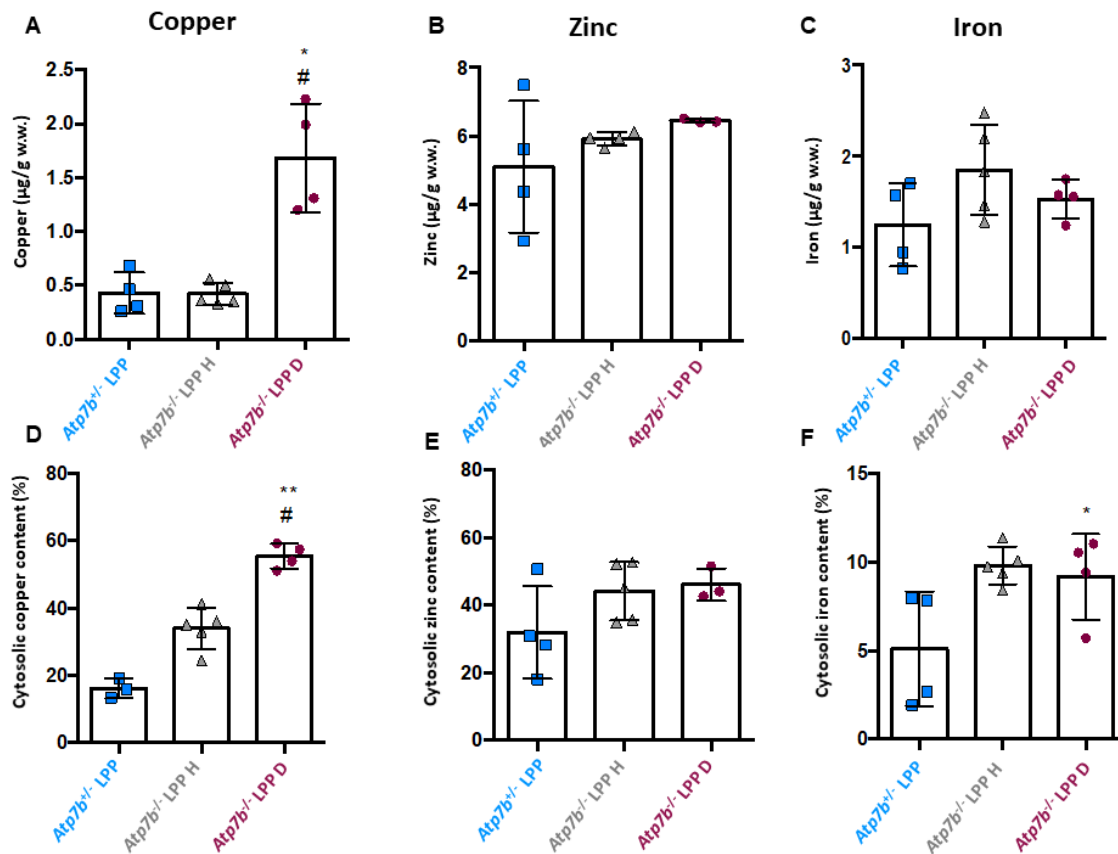 A Copper
B Zinc
C Iron
*
#
Copper (µg/g w.w.)
2.5
2.0
1.5
1.0
0.5
0.0
Atp7b+/- LPP
Atp7b-/- LPP H
Atp7b-/- LPP D
Zinc (µg/g w.w.)
8
6
4
2
0
Atp7b+/- LPP
Atp7b-/- LPP H
Atp7b-/- LPP D
Iron (µg/g w.w.)
3
2
1
0
Atp7b+/- LPP
Atp7b-/- LPP H
Atp7b-/- LPP D
D
**
#
Cytosolic copper content (%)
80
60
40
20
0
Atp7b+/- LPP
Atp7b-/- LPP H
Atp7b-/- LPP D
E
Cytosolic zinc content (%)
80
60
40
20
0
Atp7b+/- LPP
Atp7b-/- LPP H
Atp7b-/- LPP D
F
*
Cytosolic iron content (%)
15
10
5
0
Atp7b+/- LPP
Atp7b-/- LPP H
Atp7b-/- LPP D